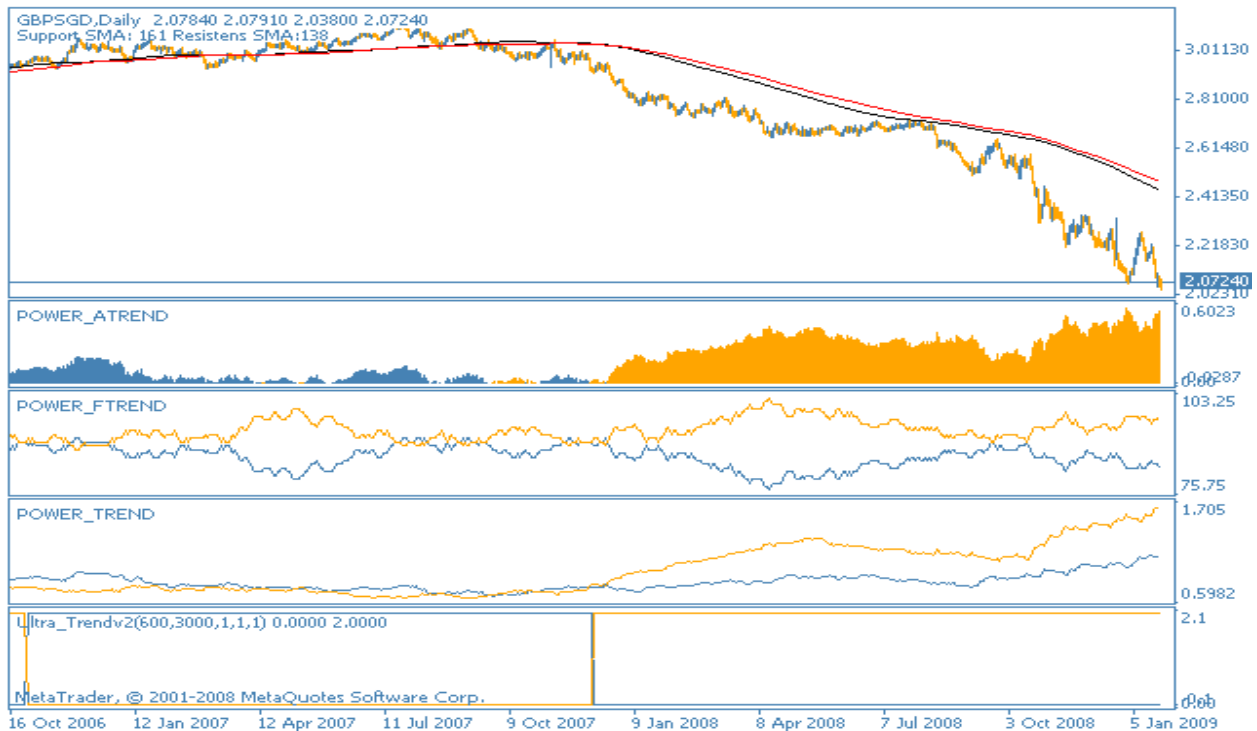 GBPSGD,Daily 2.07840 2.07910 2.03800 2.07240
Support SMA: 161 Resistens SMA:138
3.01130
2.81000
2.61480
2.41350
2.21830
2.07240
2.02310
POWER_ATREND
0.6023
0.00
POWER_FTREND
103.25
75.75
POWER_TREND
1.705
0.5982
Ultra_Trendv2(600,3000,1,1,1) 0.0000 2.0000
2.1
MetaTrader, © 2001-2008 MetaQuotes Software Corp.
16 Oct 2006 12 Jan 2007 12 Apr 2007 11 Jul 2007 9 Oct 2007 9 Jan 2008 8 Apr 2008 7 Jul 2008 3 Oct 2008 5 Jan 2009